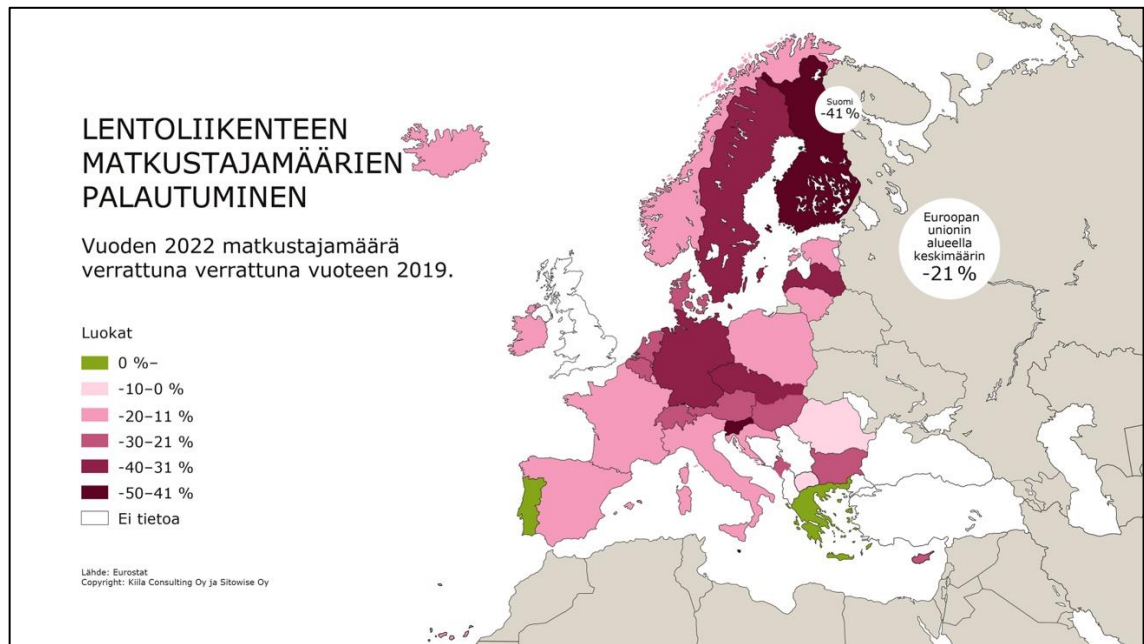 LENTOLIIKENTEEN
MATKUSTAJAMÄÄRIEN
PALAUTUMINEN
Vuoden 2022 matkustajamäärä
verrattuna verrattuna vuoteen 2019.
Luokat
0 %–
-10–0 %
-20–11 %
-30–21 %
-40–31 %
-50–41 %
Ei tietoa
Lähde: Eurostat
Copyright: Kiila Consulting Oy ja Sitowise Oy
Suomi
-41 %
Euroopan
unionin
alueella
keskimäärin
-21 %